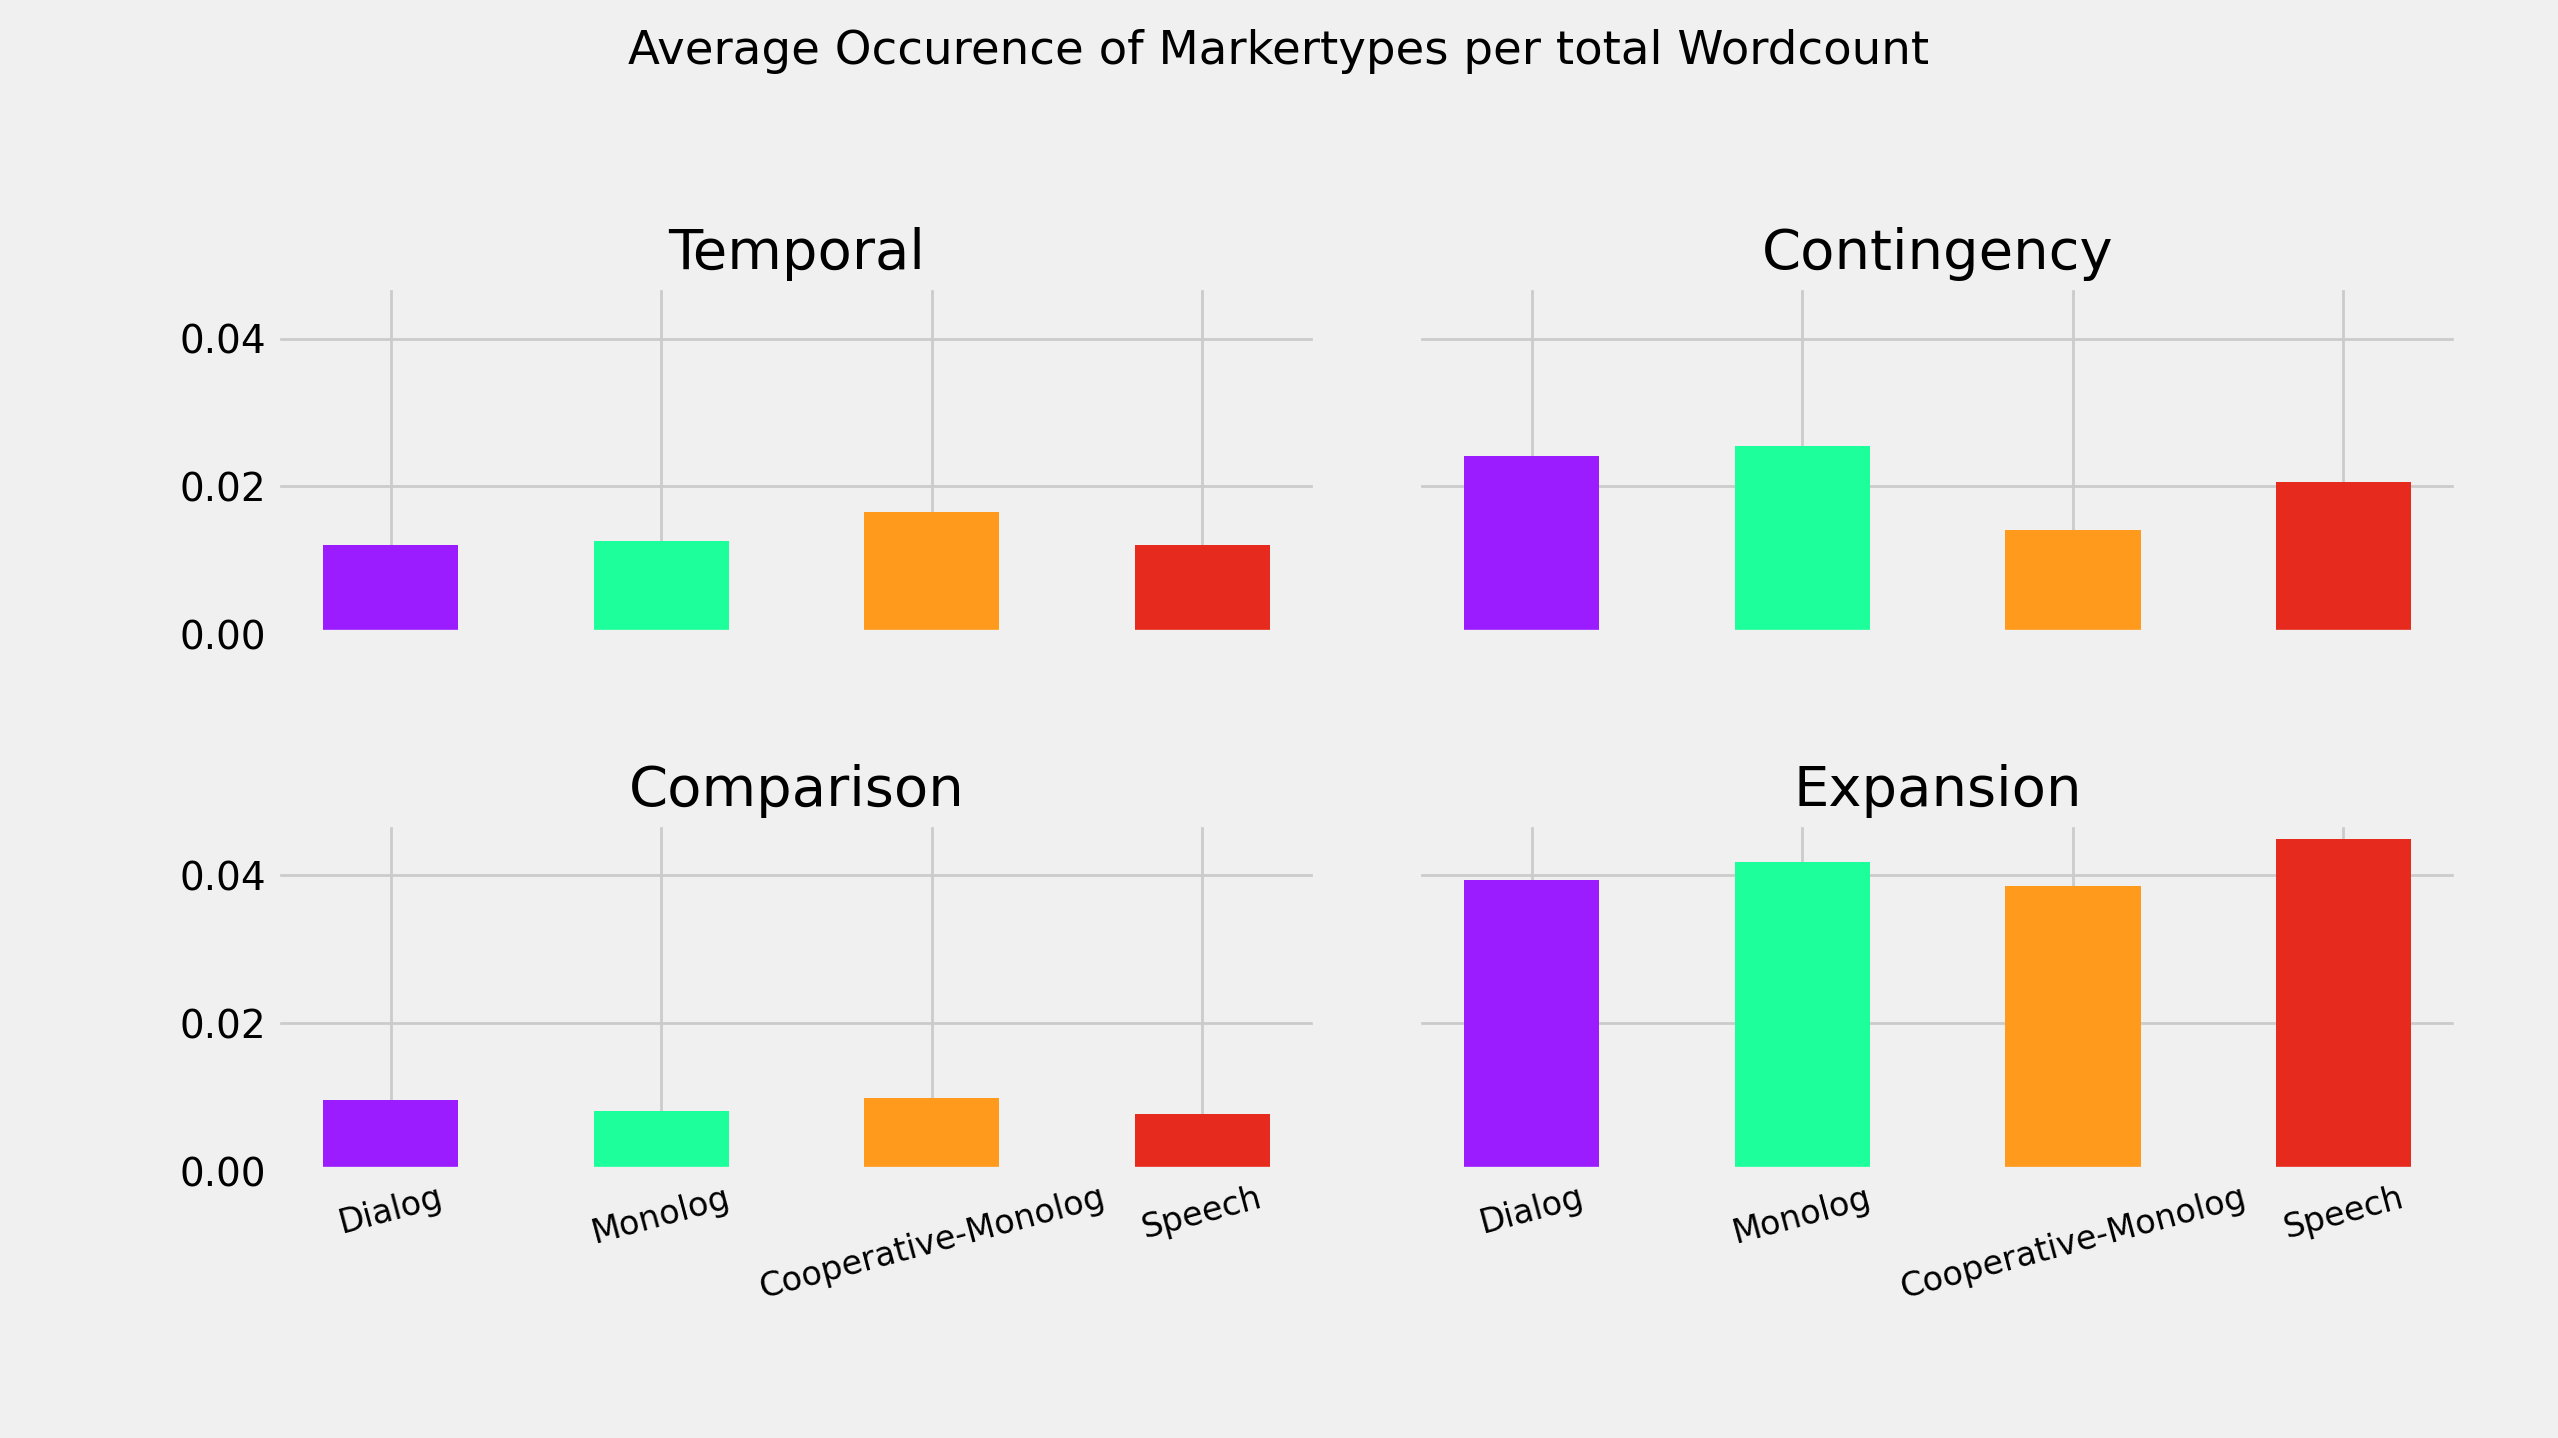 Average Occurence of Markertypes per total Wordcount
Temporal
Contingency
0.04
0.02
0.00
Comparison
Expansion
0.04
0.02
0.00
Dialog
Monolog
Cooperative-Monolog
Speech
Dialog
Monolog
Cooperative-Monolog
Speech